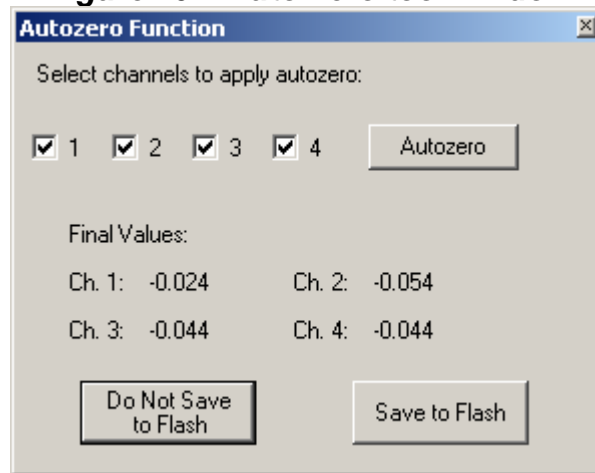 Autozero Function
Select channels to apply autozero:
1 2 3 4 Autozero
Final Values:
Ch. 1: -0.024 Ch. 2: -0.054
Ch. 3: -0.044 Ch. 4: -0.044
Do Not Save
to Flash
Save to Flash